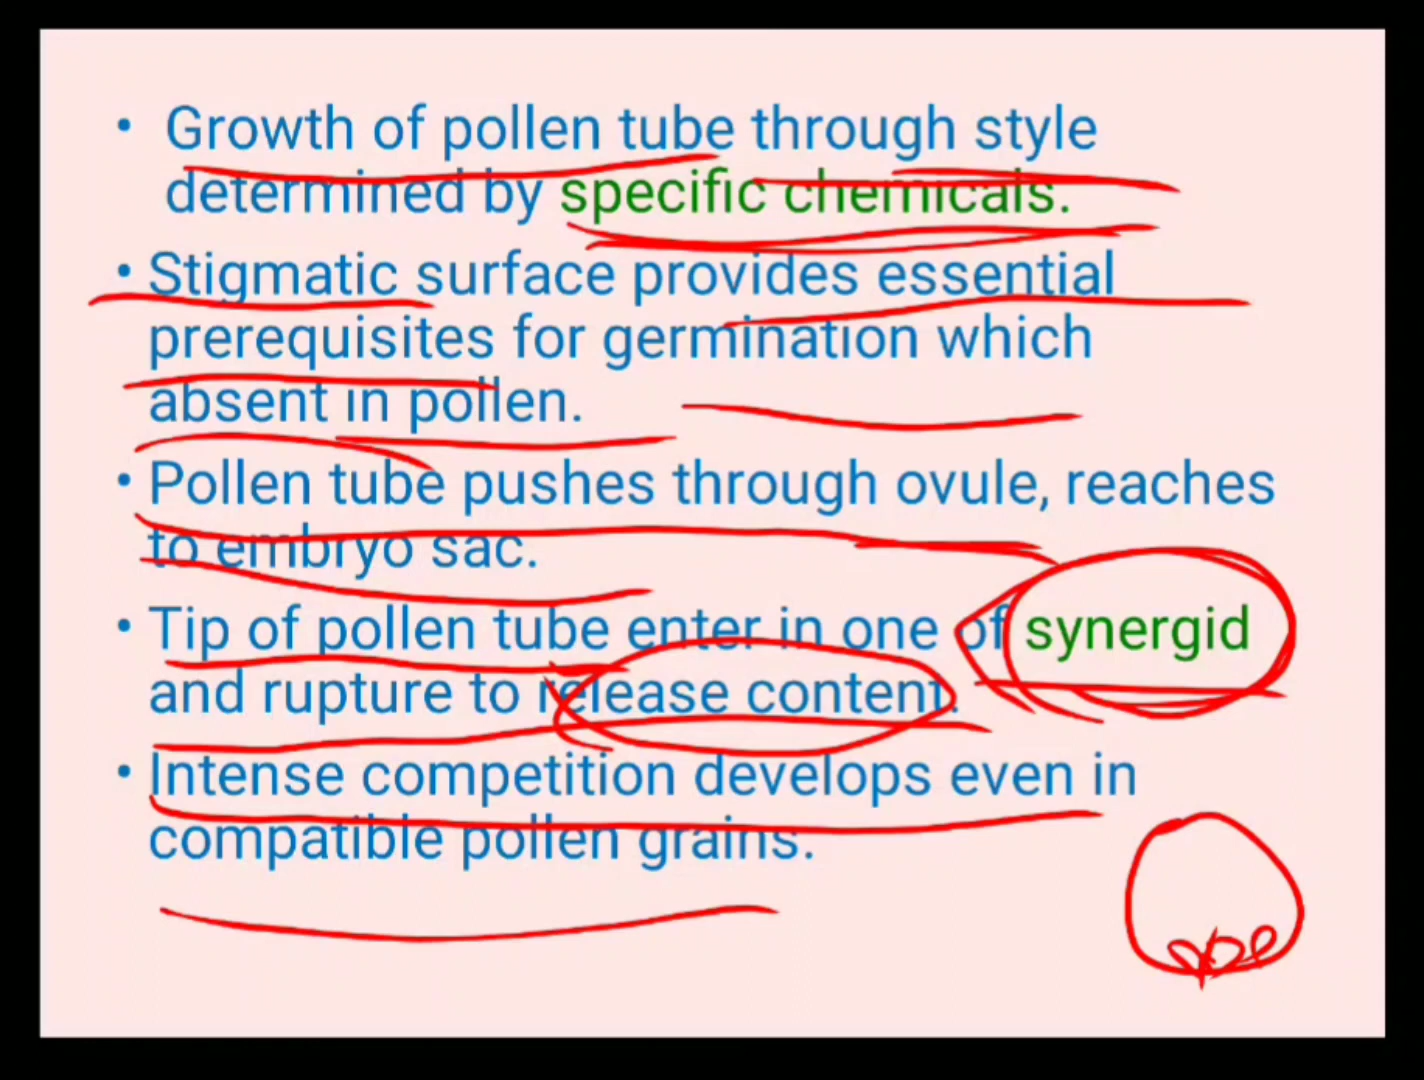 • Growth of pollen tube through style
determined by specific chemicals.
• Stigmatic surface provides essential
prerequisites for germination which
absent in pollen.
• Pollen tube pushes through ovule, reaches
to embryo sac.
• Tip of pollen tube enter in one of synergid
and rupture to release content.
• Intense competition develops even in
compatible pollen grains.